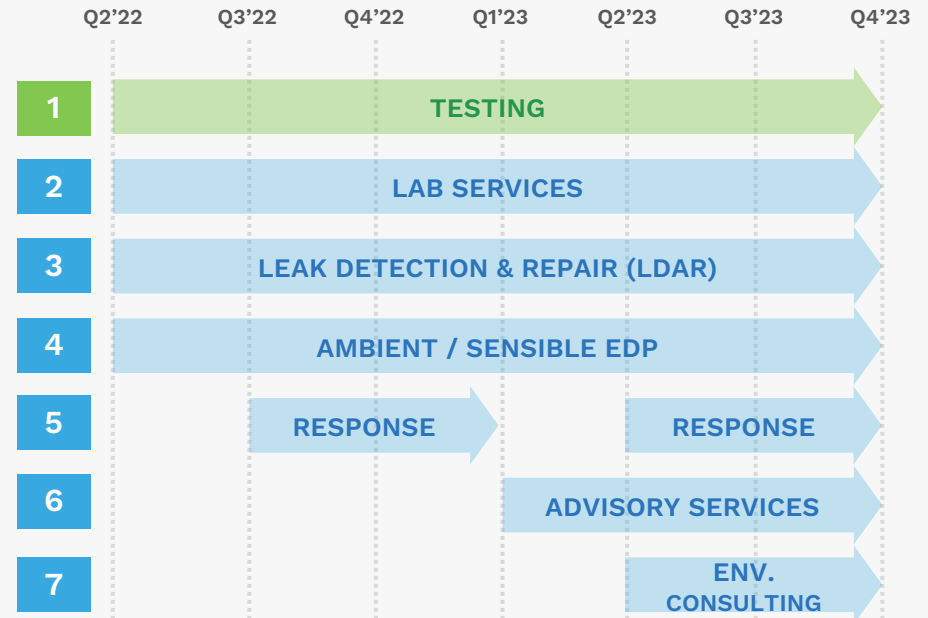 Q2’22 Q3’22 Q4’22 Q1’23 Q2’23 Q3’23 Q4’23
1 TESTING
2 LAB SERVICES
3 LEAK DETECTION & REPAIR (LDAR)
4 AMBIENT / SENSIBLE EDP
5 RESPONSE RESPONSE
6 ADVISORY SERVICES
7 ENV.
CONSULTING